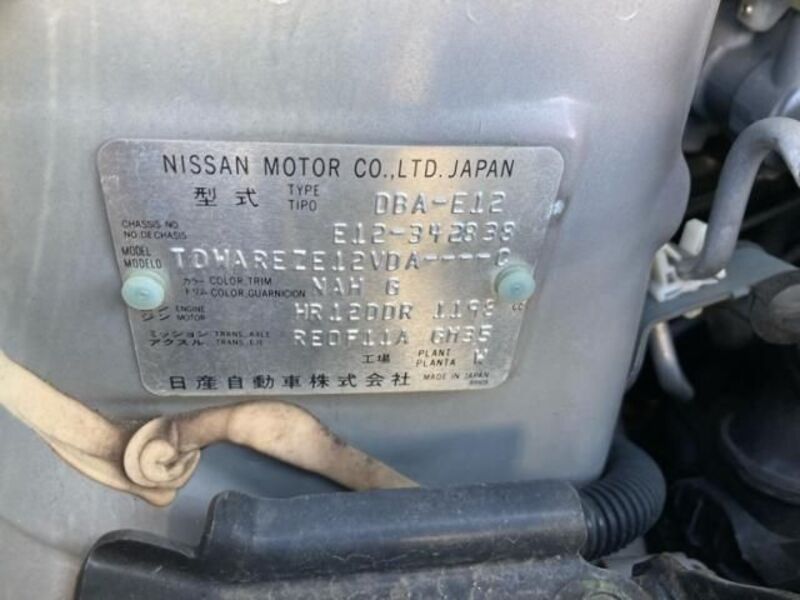 NISSAN MOTOR CO., LTD. JAPAN
型式 TYPE TIPO DBA-E12
CHASSIS NO. NO. DE CHASIS E12-342838
MODEL MODELO TDWAREZE12VDA----C
カラー COLOR, TRIM トリム COLOR, GUARNICION NAH G
ジン ENGINE ジン MOTOR HR12DDR 1198 CC
ミッション TRANS., AXLE アクスル TRANS., EJE RE0F11A GH35
工場 PLANT PLANTA W
日産自動車株式会社 MADE IN JAPAN